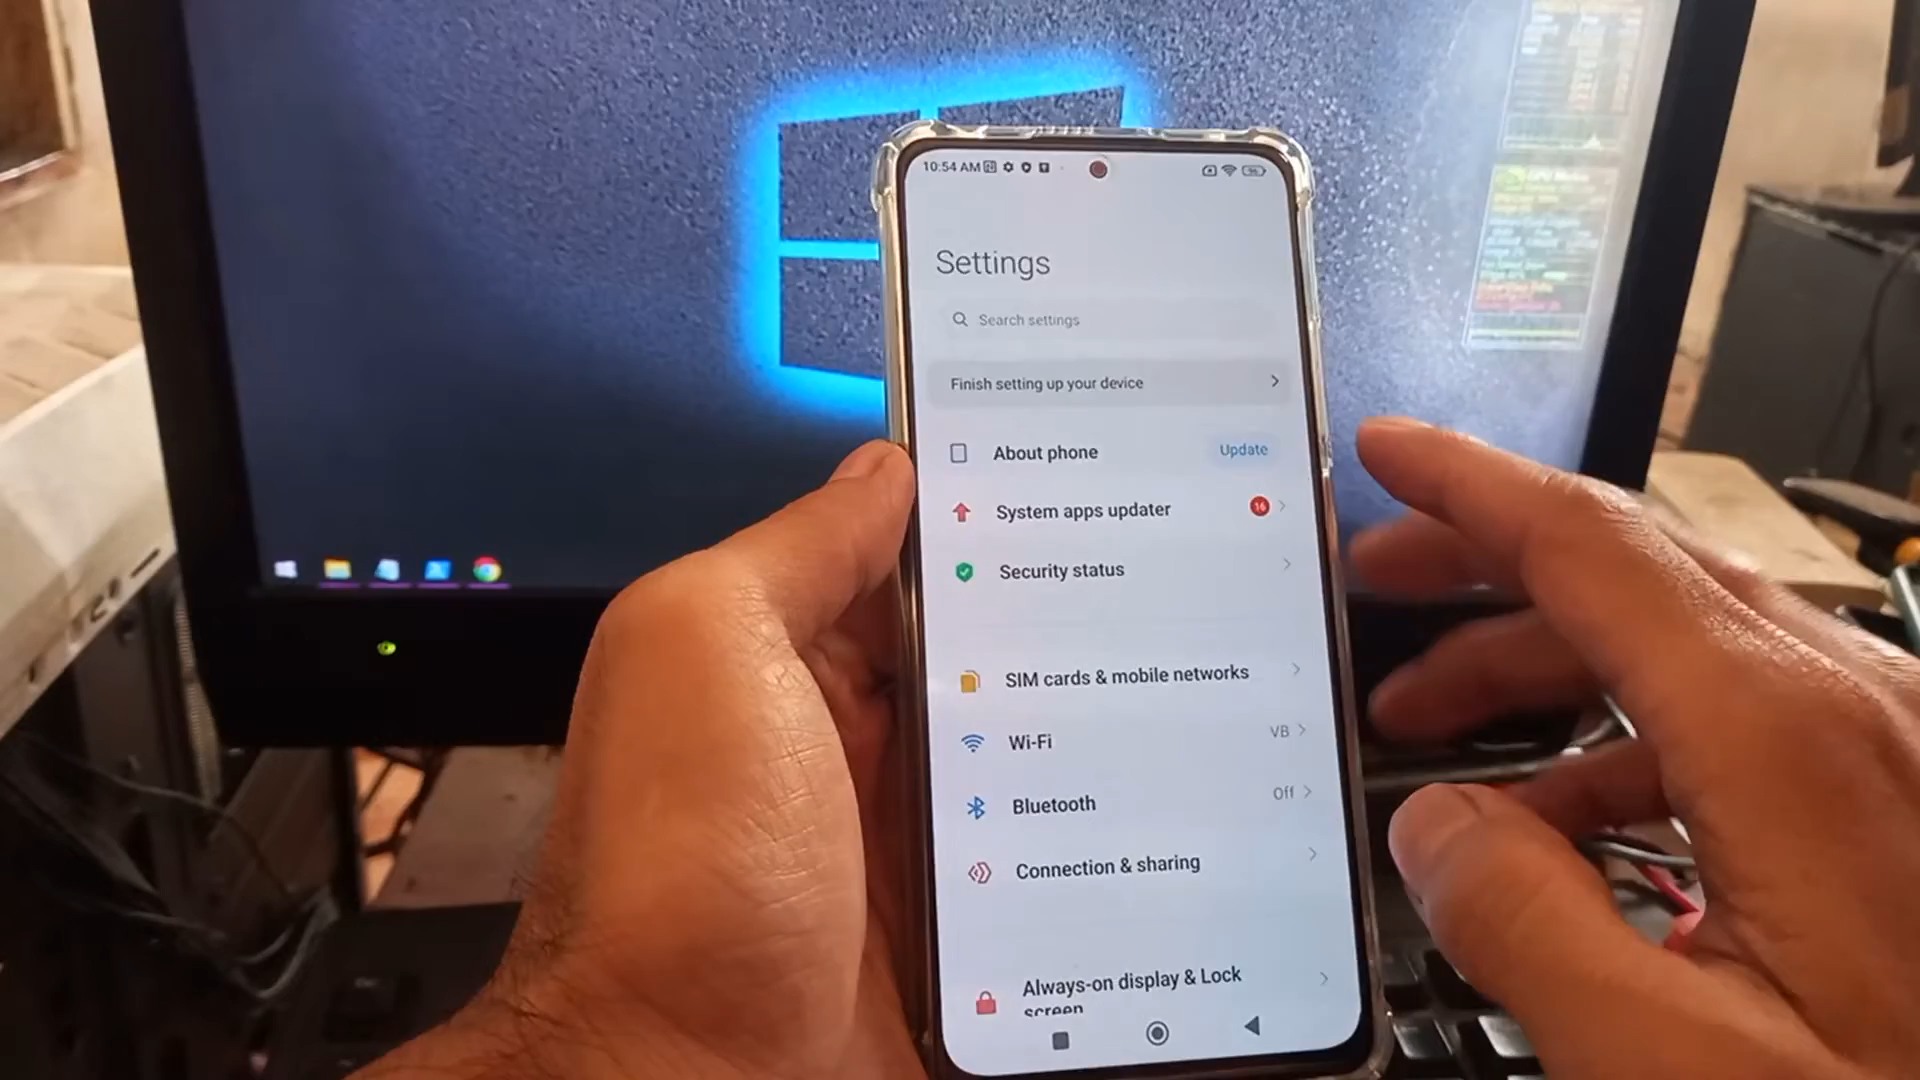 10:54 AM
Settings
Search settings
Finish setting up your device
About phone
Update
System apps updater
16
Security status
SIM cards & mobile networks
Wi-Fi
VB
Bluetooth
Off
Connection & sharing
Always-on display & Lock
screen